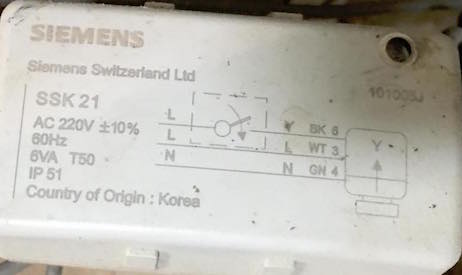 SIEMENS
Siemens Switzerland Ltd
101005J
SSK 21
AC 220V ±10%
60Hz
6VA T50
IP 51
Country of Origin : Korea
L Y BK 6
L L WT 3
N N GN 4
Y